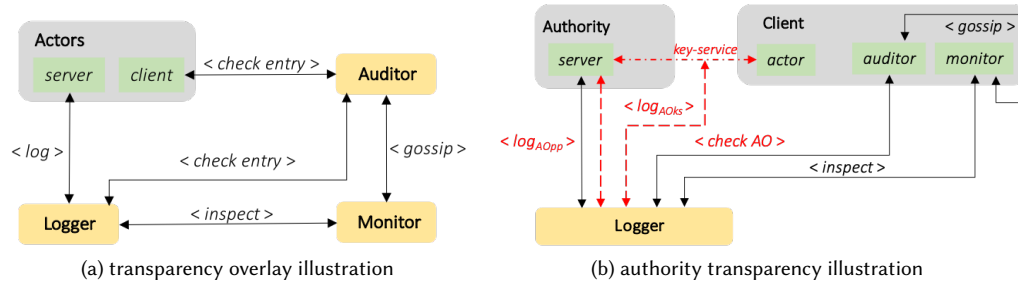 Actors
server
client
< check entry >
Auditor
< log >
< check entry >
< gossip >
Logger
< inspect >
Monitor
(a) transparency overlay illustration
Authority
Client
< gossip >
server
key-service
actor
auditor
monitor
< logAOks >
< logAOpp >
< check AO >
< inspect >
Logger
(b) authority transparency illustration